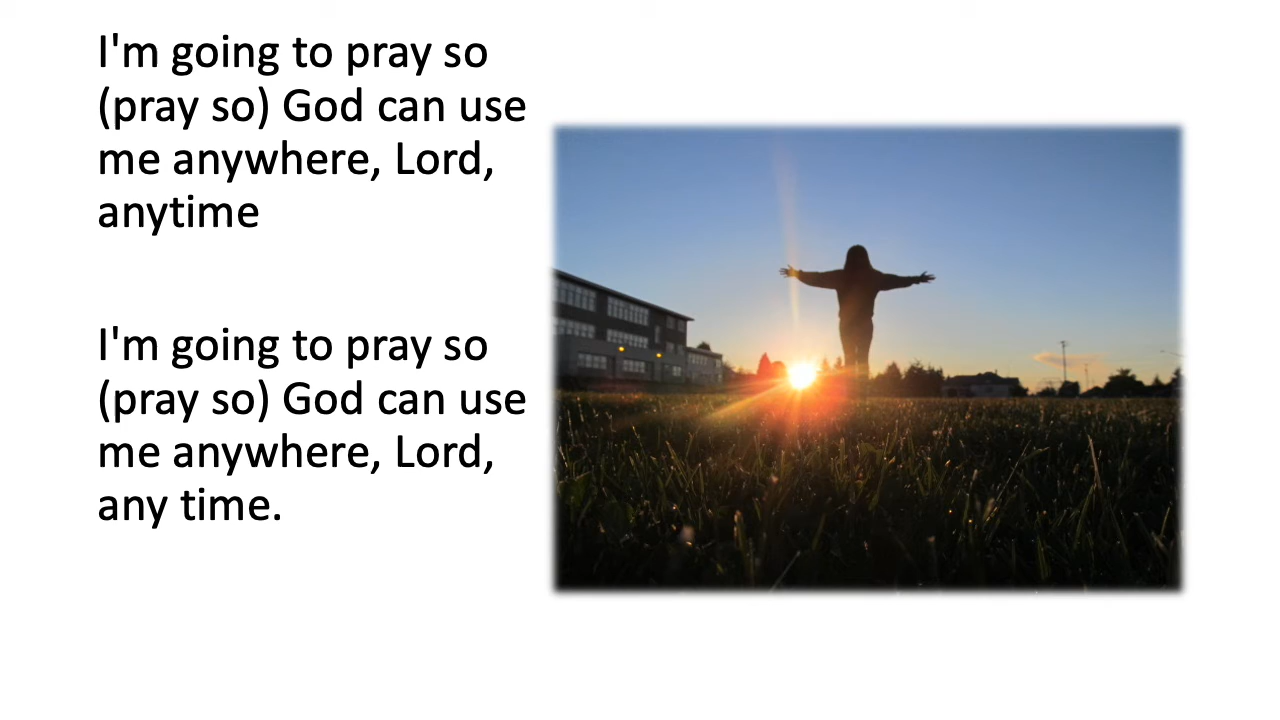 I'm going to pray so
(pray so) God can use
me anywhere, Lord,
anytime
I'm going to pray so
(pray so) God can use
me anywhere, Lord,
any time.